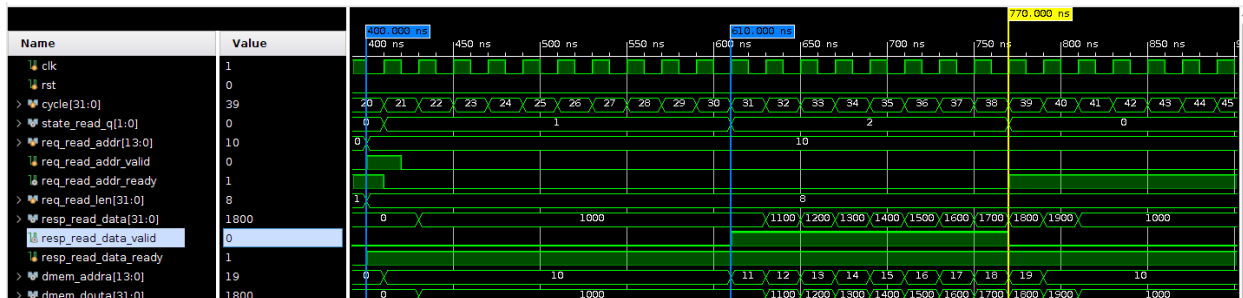 770.000 ns
400.000 ns 610.000 ns
Name Value 400 ns 450 ns 500 ns 550 ns 600 ns 650 ns 700 ns 750 ns 800 ns 850 ns
clk 1
rst 0
cycle[31:0] 39 20 21 22 23 24 25 26 27 28 29 30 31 32 33 34 35 36 37 38 39 40 41 42 43 44 45
state_read_q[1:0] 0 0 1 2 0
req_read_addr[13:0] 10 0 10
req_read_addr_valid 0
req_read_addr_ready 1
req_read_len[31:0] 8 1 8
resp_read_data[31:0] 1800 0 1000 1100 1200 1300 1400 1500 1600 1700 1800 1900 1000
resp_read_data_valid 0
resp_read_data_ready 1
dmem_addra[13:0] 19 0 10 11 12 13 14 15 16 17 18 19 10
dmem_douta[31:0] 1800 0 1000 1100 1200 1300 1400 1500 1600 1700 1800 1900 1000